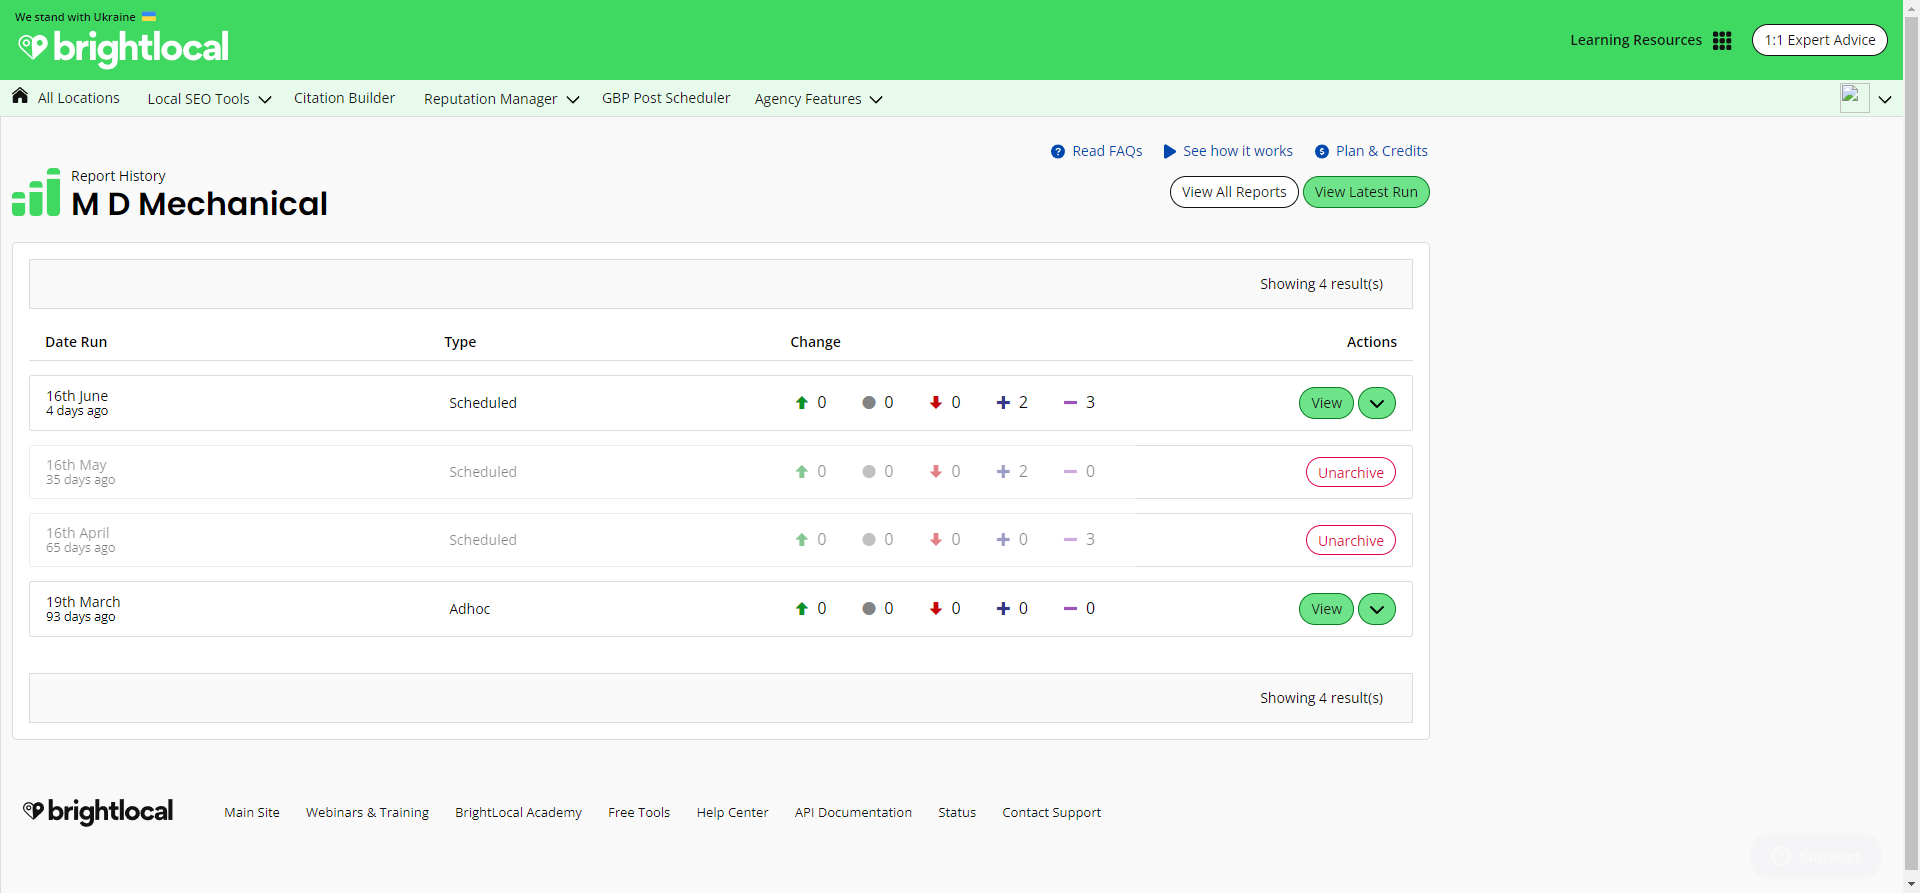 We stand with Ukraine
brightlocal
Learning Resources
1:1 Expert Advice
All Locations
Local SEO Tools
Citation Builder
Reputation Manager
GBP Post Scheduler
Agency Features
Read FAQs
See how it works
Plan & Credits
Report History
M D Mechanical
View All Reports
View Latest Run
Showing 4 result(s)
Date Run Type Change Actions
16th June
4 days ago
Scheduled 0 0 0 2 3 View
16th May
35 days ago
Scheduled 0 0 0 2 0 Unarchive
16th April
65 days ago
Scheduled 0 0 0 0 3 Unarchive
19th March
93 days ago
Adhoc 0 0 0 0 0 View
Showing 4 result(s)
brightlocal
Main Site
Webinars & Training
BrightLocal Academy
Free Tools
Help Center
API Documentation
Status
Contact Support
Support